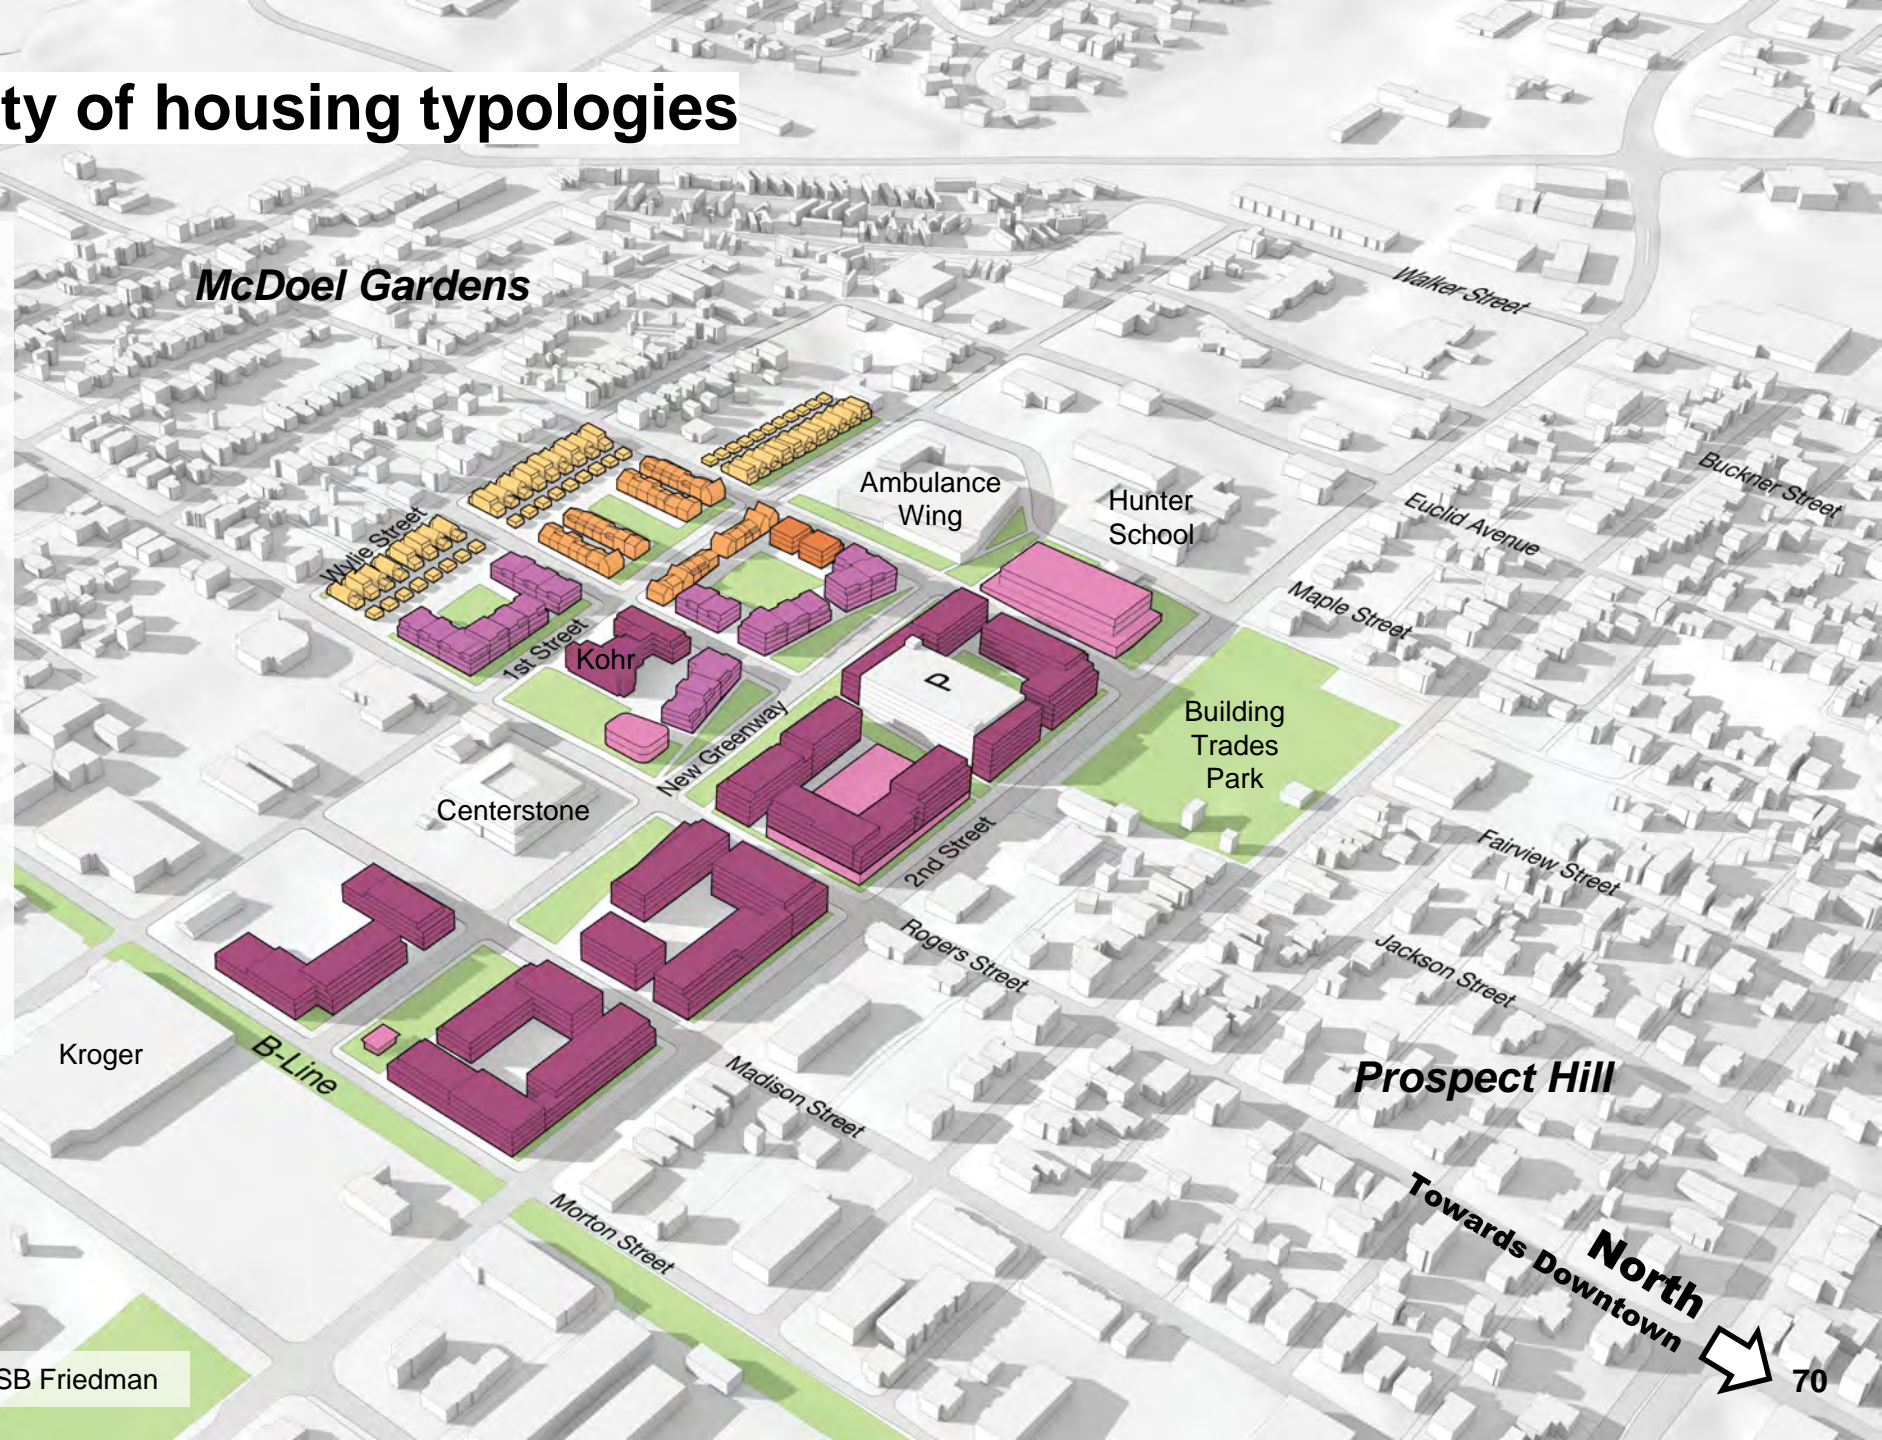 ty of housing typologies
McDoel Gardens
Walker Street
Ambulance
Wing
Hunter
School
Buckner Street
Euclid Avenue
Wylie Street
Maple Street
1st Street
Kohr
P
New Greenway
Building
Trades
Park
Centerstone
2nd Street
Fairview Street
Rogers Street
Jackson Street
Kroger
B-Line
Madison Street
Prospect Hill
Morton Street
North
Towards Downtown
SB Friedman
70